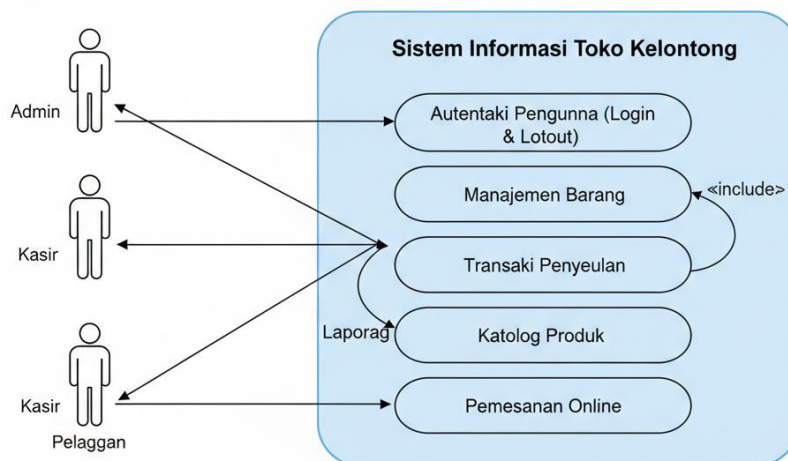 Sistem Informasi Toko Kelontong
Admin
Autentaki Pengunna (Login
& Lotout)
Manajemen Barang
«include»
Kasir
Transaki Penyeulan
Laporag
Katolog Produk
Kasir
Pemesanan Online
Pelaggan